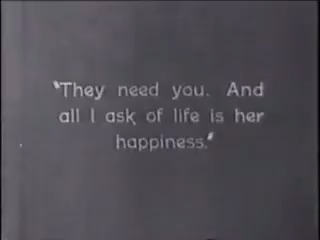 "They need you. And
all I ask of life is her
happiness."